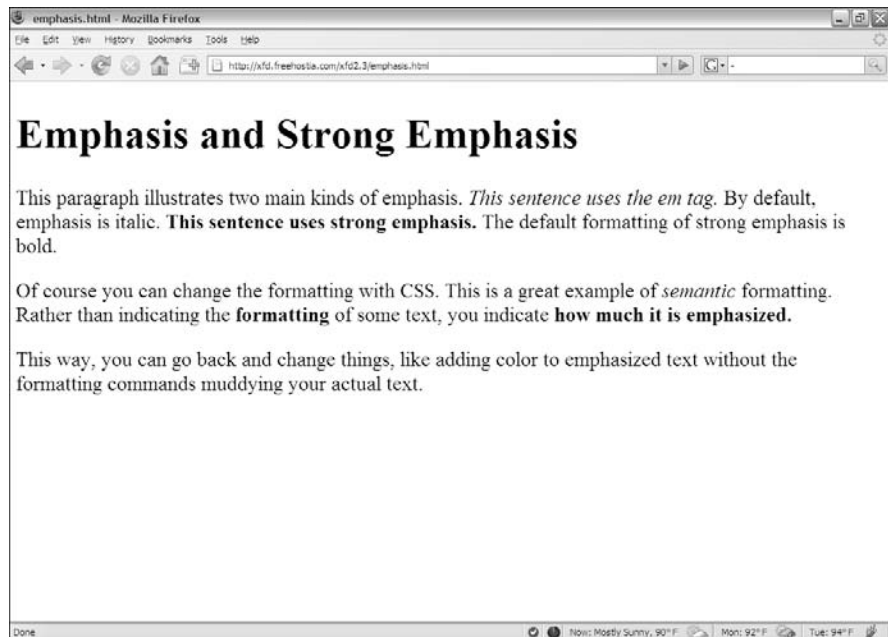 emphasis.html - Mozilla Firefox
File Edit View History Bookmarks Tools Help
http://xfd.freehostia.com/xfd2.3/emphasis.html
G
Emphasis and Strong Emphasis
This paragraph illustrates two main kinds of emphasis. This sentence uses the em tag. By default,
emphasis is italic. This sentence uses strong emphasis. The default formatting of strong emphasis is
bold.
Of course you can change the formatting with CSS. This is a great example of semantic formatting.
Rather than indicating the formatting of some text, you indicate how much it is emphasized.
This way, you can go back and change things, like adding color to emphasized text without the
formatting commands muddying your actual text.
Done Now: Mostly Sunny, 90° F Mon: 92° F Tue: 94° F